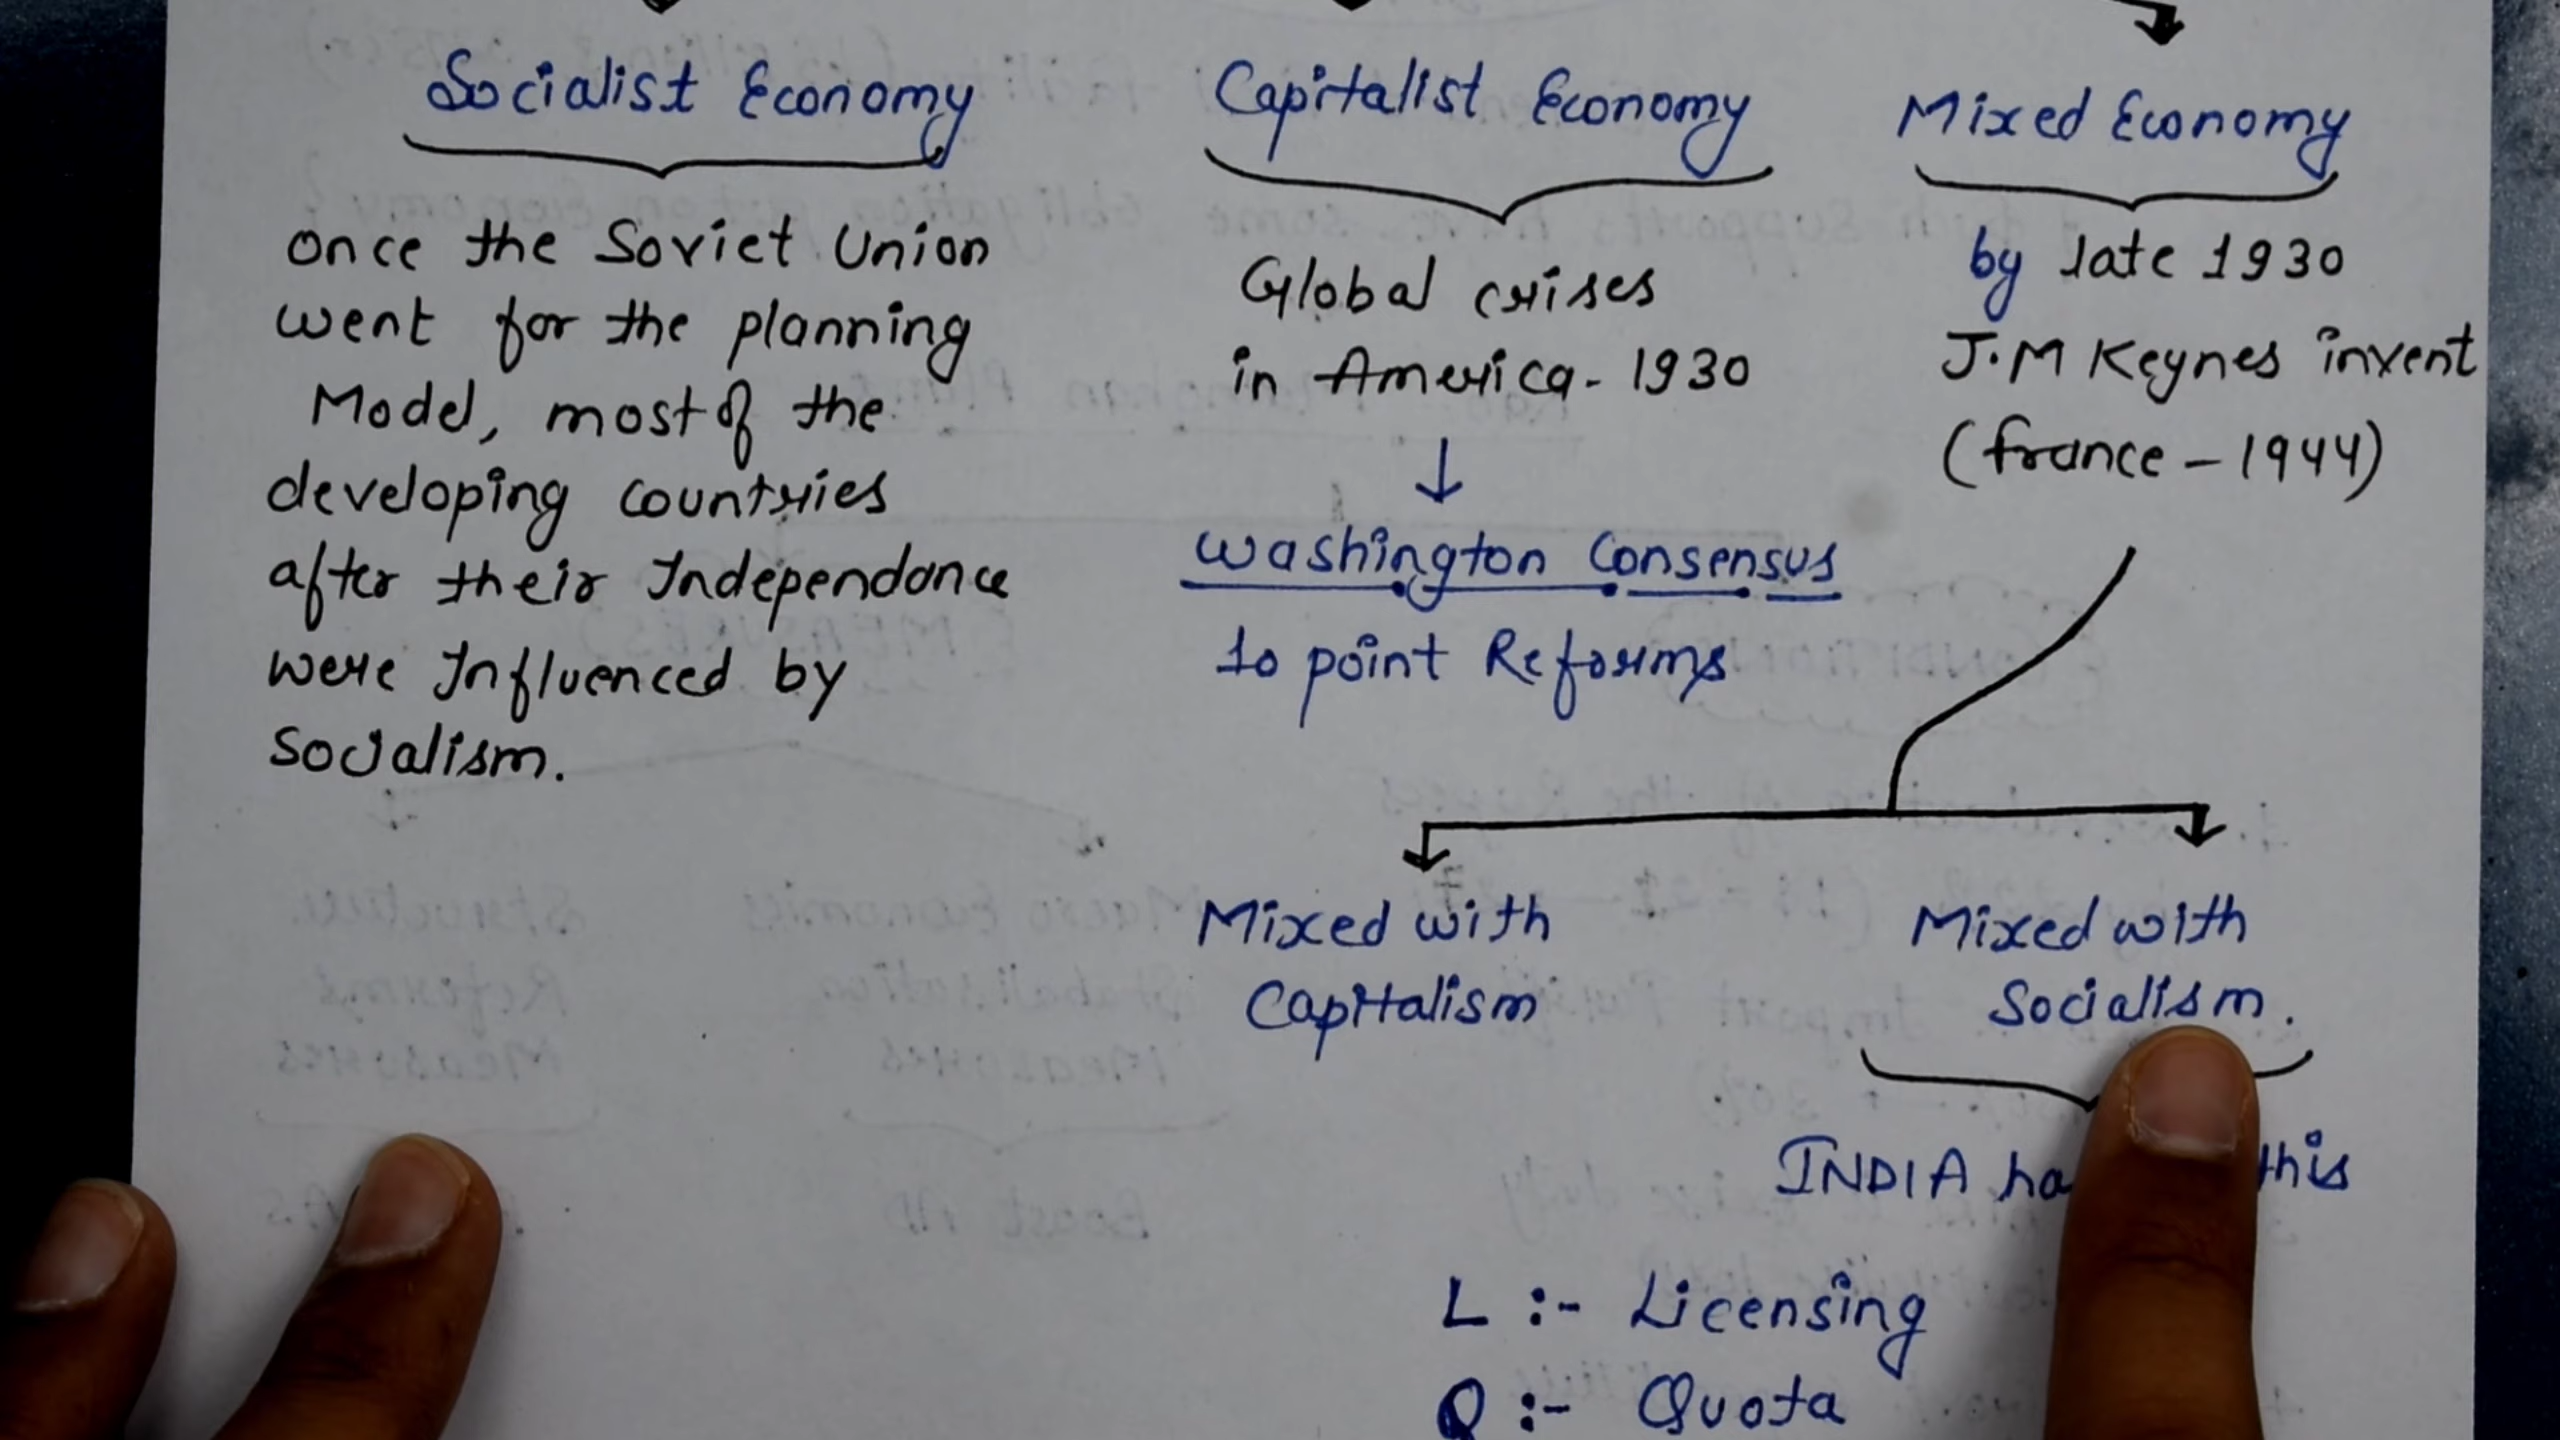 Socialist Economy
once the Soviet Union
went for the planning
Model, most of the
developing countries
after their Independance
were Influenced by
Socialism.
Capitalist Economy
Global crises
in America - 1930
↓
Washington Consensus
10 point Reforms
Mixed Economy
by late 1930
J.M Keynes invent
(france - 1944)
Mixed with
Capitalism
Mixed with
Socialism.
INDIA this
L :- Licensing
Q :- Quota